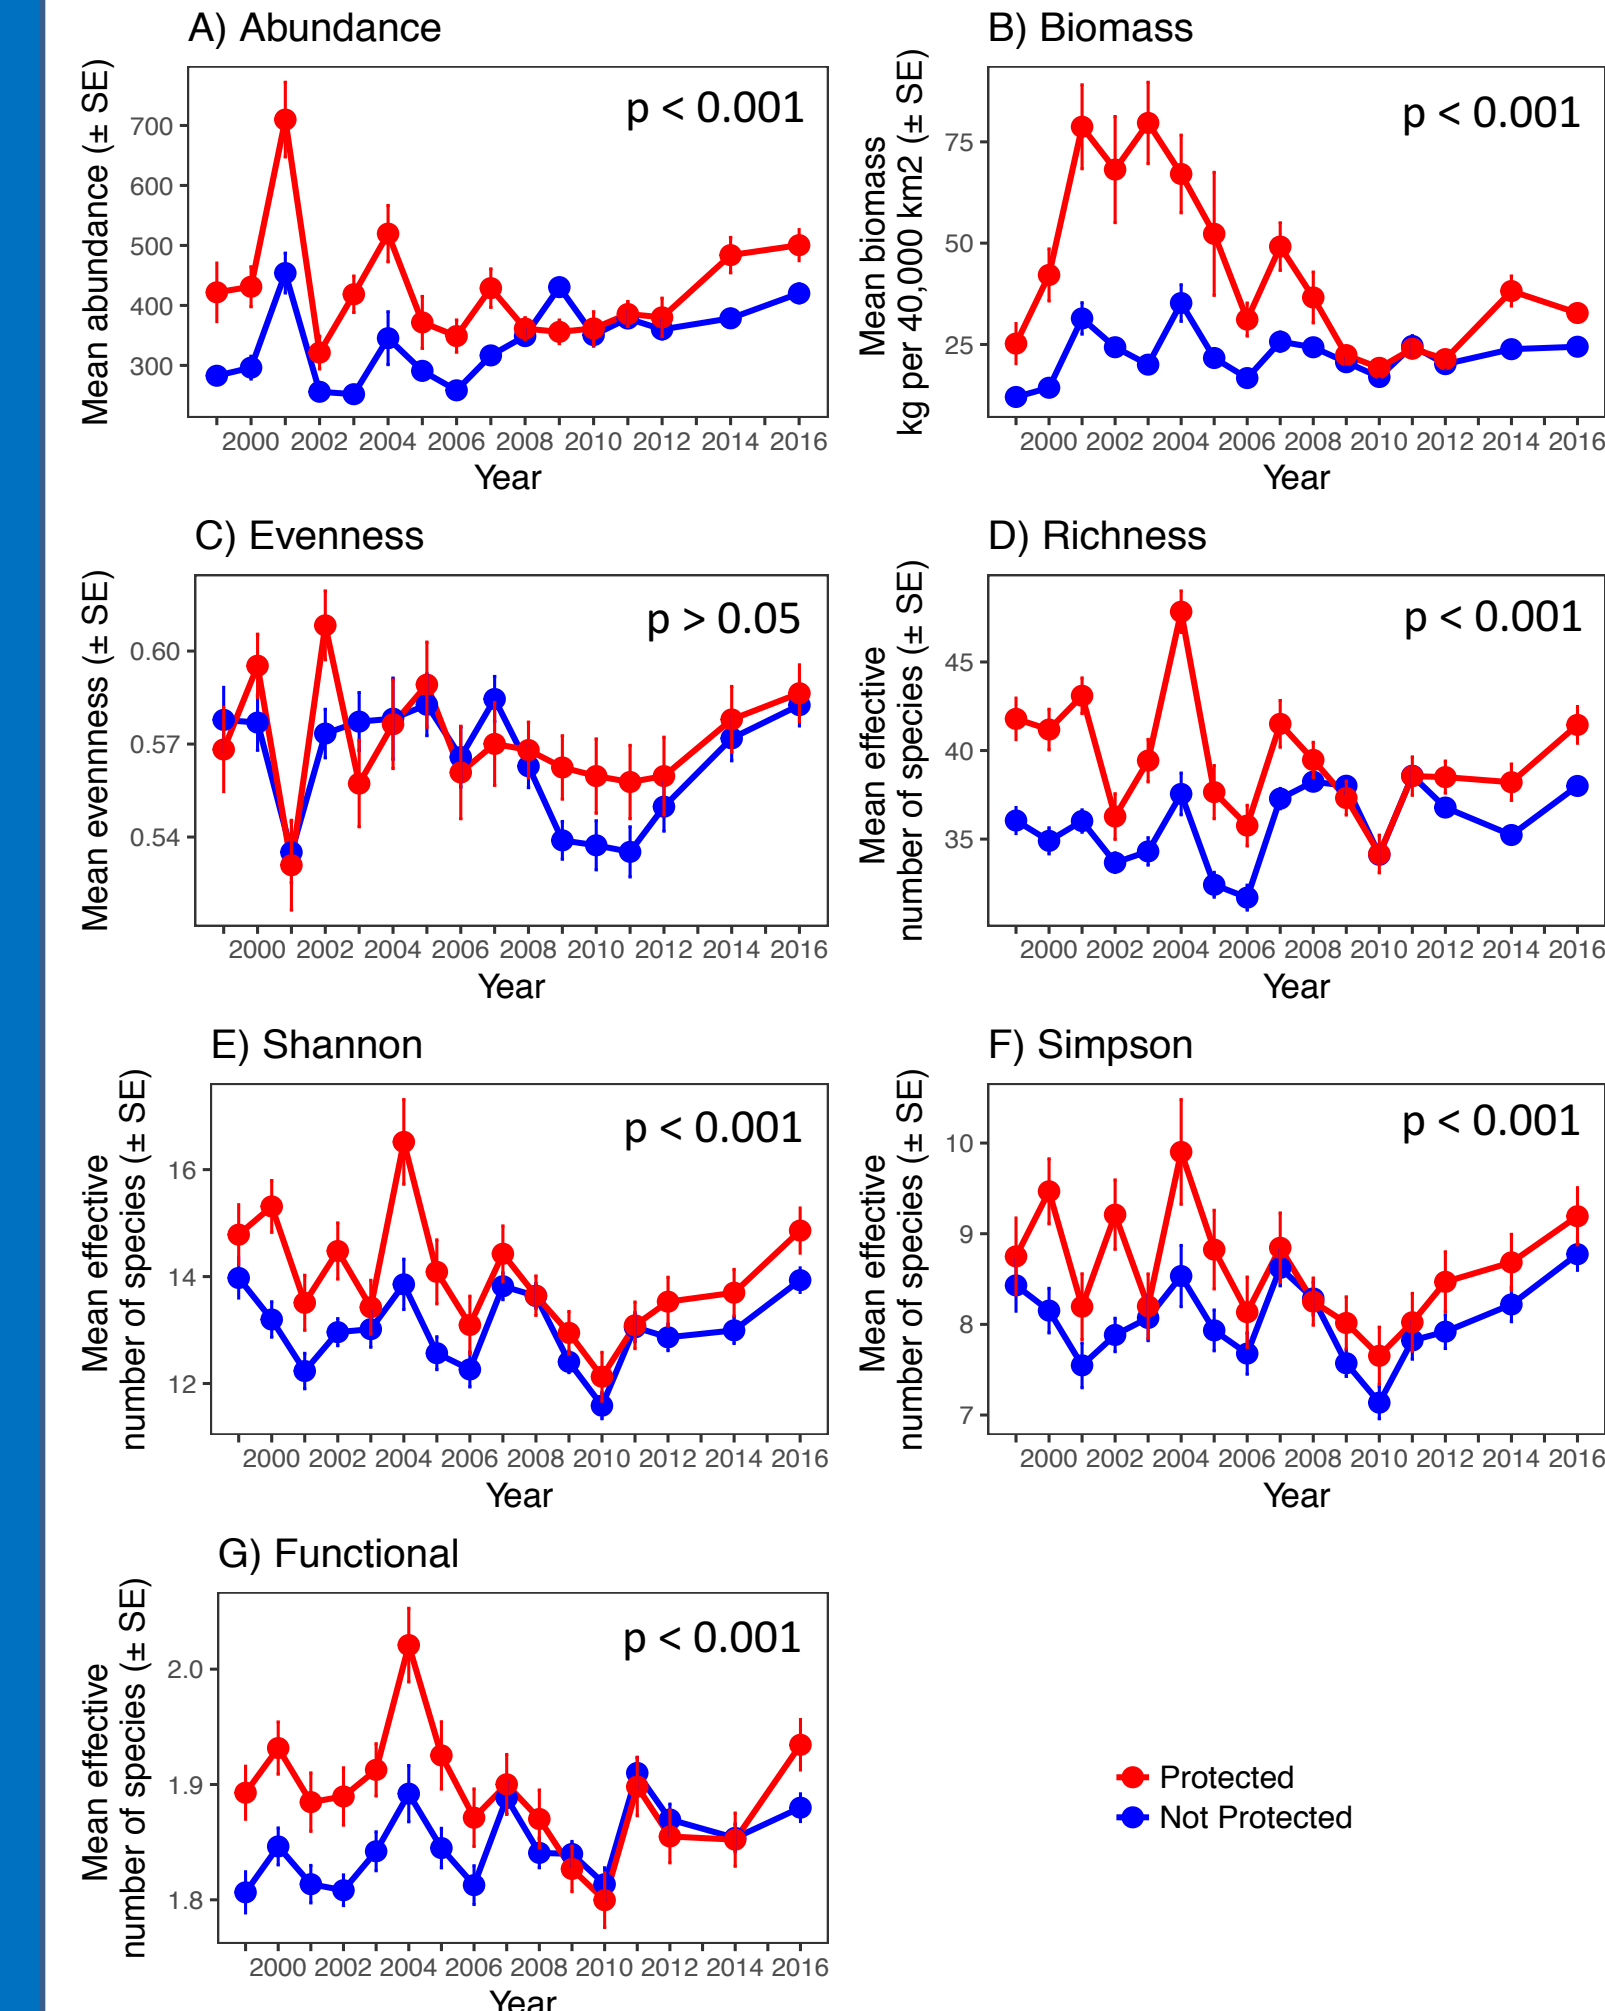 A) Abundance
p < 0.001
Mean abundance (± SE)
700
600
500
400
300
2000 2002 2004 2006 2008 2010 2012 2014 2016
Year
B) Biomass
p < 0.001
Mean biomass
kg per 40,000 km2 (± SE)
75
50
25
2000 2002 2004 2006 2008 2010 2012 2014 2016
Year
C) Evenness
p > 0.05
Mean evenness (± SE)
0.60
0.57
0.54
2000 2002 2004 2006 2008 2010 2012 2014 2016
Year
D) Richness
p < 0.001
Mean effective
number of species (± SE)
45
40
35
2000 2002 2004 2006 2008 2010 2012 2014 2016
Year
E) Shannon
p < 0.001
Mean effective
number of species (± SE)
16
14
12
2000 2002 2004 2006 2008 2010 2012 2014 2016
Year
F) Simpson
p < 0.001
Mean effective
number of species (± SE)
10
9
8
7
2000 2002 2004 2006 2008 2010 2012 2014 2016
Year
G) Functional
p < 0.001
Mean effective
number of species (± SE)
2.0
1.9
1.8
2000 2002 2004 2006 2008 2010 2012 2014 2016
Year
Protected
Not Protected